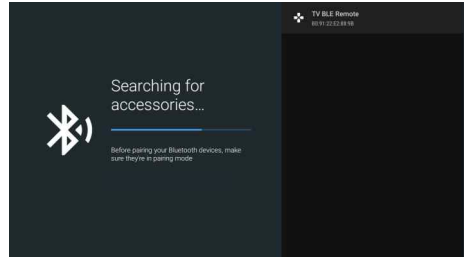 Searching for
accessories...
Before pairing your Bluetooth devices, make
sure they're in pairing mode
TV BLE Remote